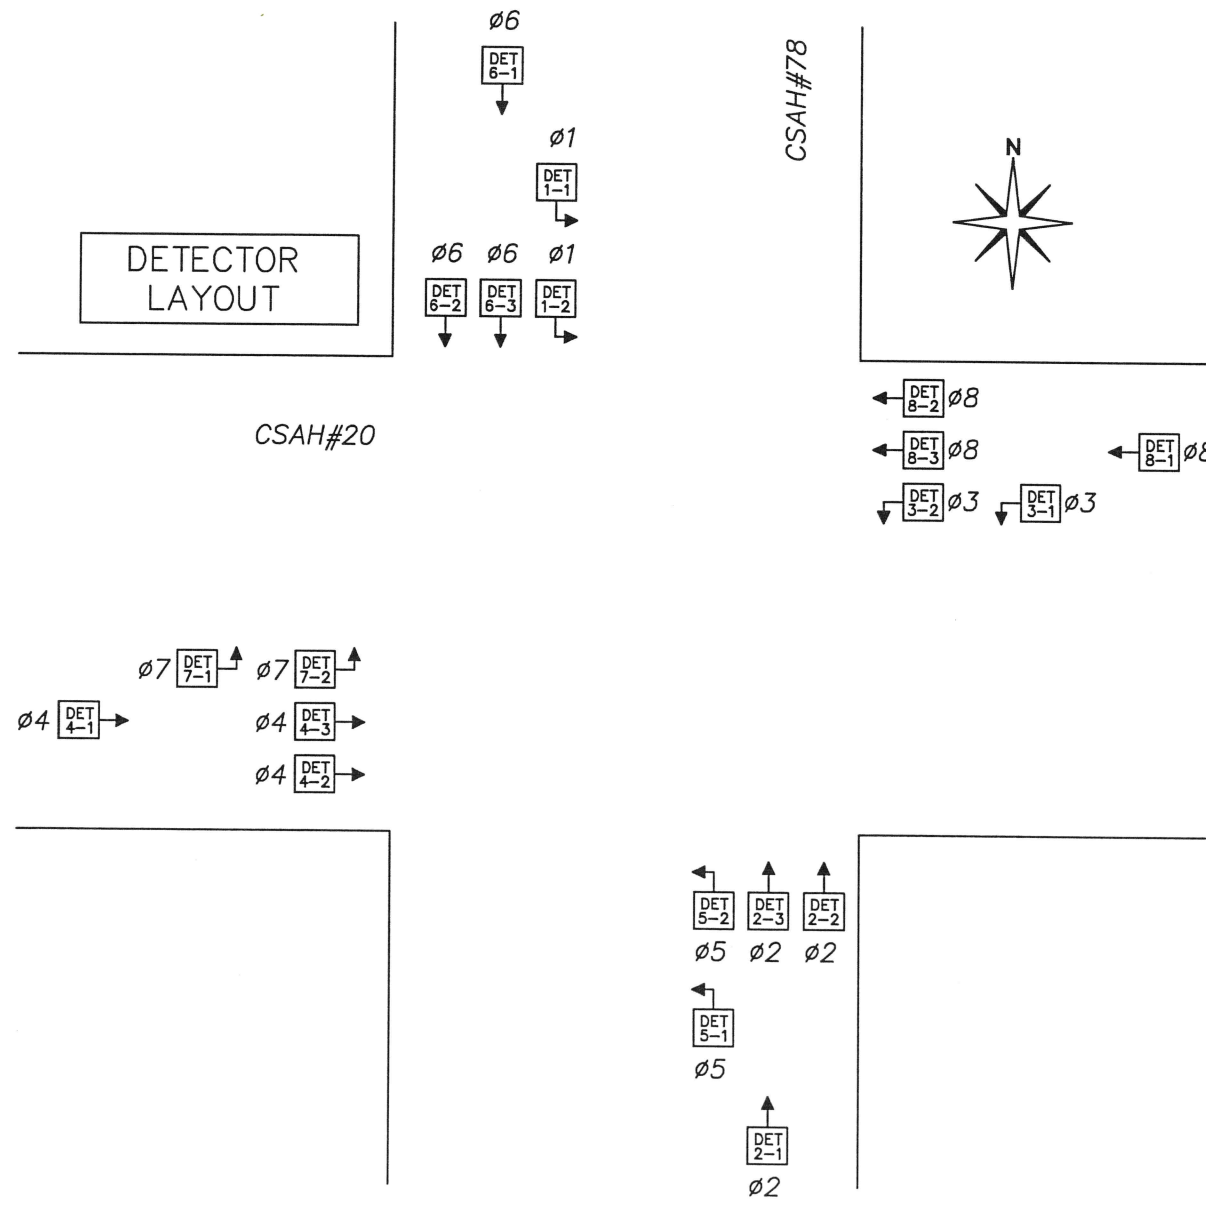 ø6
DET
6-1
CSAH#78
ø1
DET
1-1
N
DETECTOR
LAYOUT
ø6 ø6 ø1
DET
6-2
DET
6-3
DET
1-2
CSAH#20
DET
8-2
ø8
DET
8-3
ø8
DET
8-1
ø8
DET
3-2
ø3
DET
3-1
ø3
ø7
DET
7-1
ø7
DET
7-2
ø4
DET
4-1
ø4
DET
4-3
ø4
DET
4-2
DET
5-2
DET
2-3
DET
2-2
ø5 ø2 ø2
DET
5-1
ø5
DET
2-1
ø2